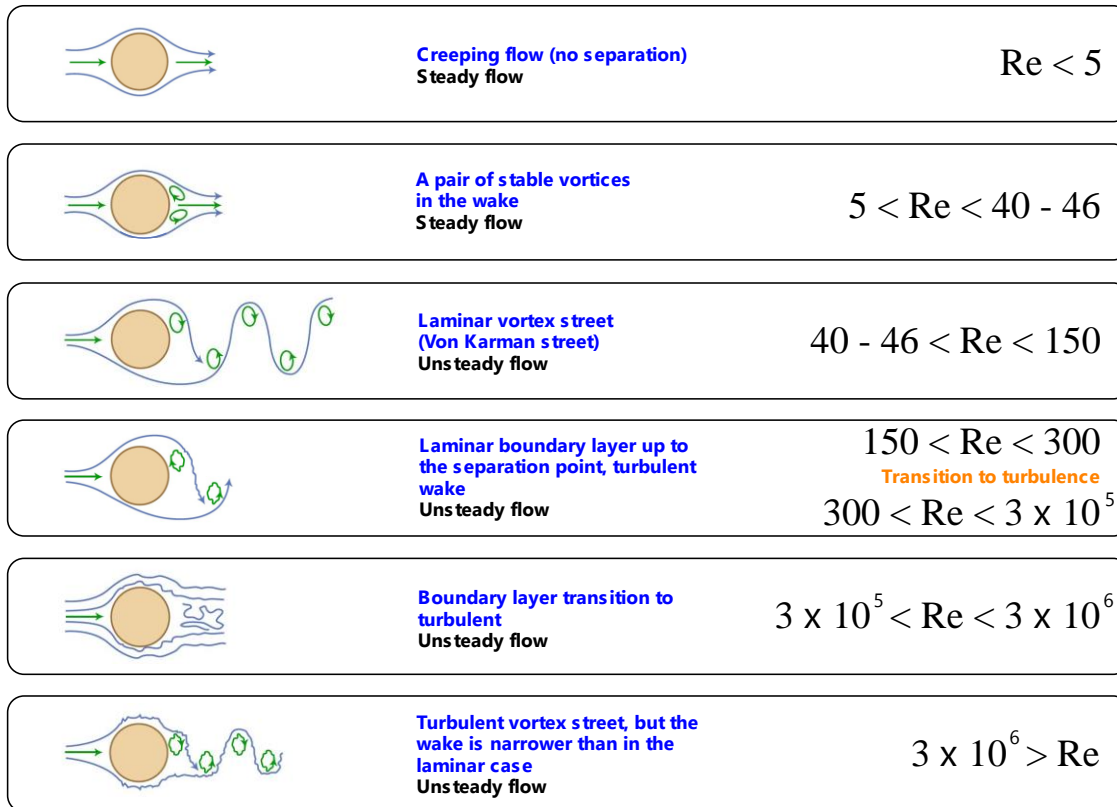 Creeping flow (no separation)
Steady flow
Re < 5
A pair of stable vortices
in the wake
Steady flow
5 < Re < 40 - 46
Laminar vortex street
(Von Karman street)
Unsteady flow
40 - 46 < Re < 150
Laminar boundary layer up to
the separation point, turbulent
wake
Unsteady flow
150 < Re < 300
Transition to turbulence
300 < Re < 3 x 10^5
Boundary layer transition to
turbulent
Unsteady flow
3 x 10^5 < Re < 3 x 10^6
Turbulent vortex street, but the
wake is narrower than in the
laminar case
Unsteady flow
3 x 10^6 > Re